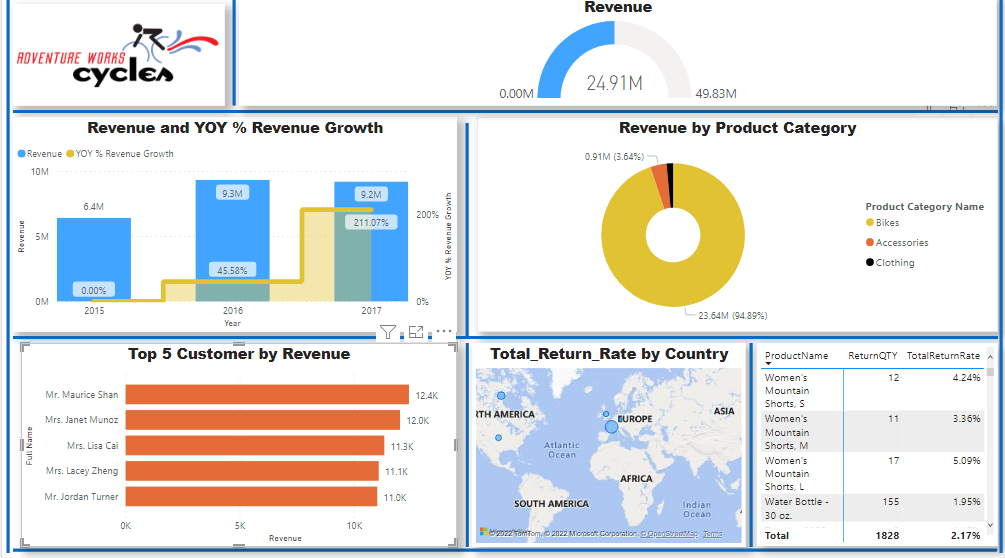 ADVENTURE WORKS
cycles
Revenue
24.91M
0.00M
49.83M
Revenue and YOY % Revenue Growth
Revenue YOY % Revenue Growth
10M
5M
0M
Revenue
6.4M
9.3M
9.2M
0.00%
45.58%
211.07%
200%
0%
YOY % Revenue Growth
2015 2016 2017
Year
Revenue by Product Category
0.91M (3.64%)
23.64M (94.89%)
Product Category Name
Bikes
Accessories
Clothing
Top 5 Customer by Revenue
Full Name
Mr. Maurice Shan 12.4K
Mrs. Janet Munoz 12.0K
Mrs. Lisa Cai 11.3K
Mrs. Lacey Zheng 11.1K
Mr. Jordan Turner 11.0K
0K 5K 10K
Revenue
Total_Return_Rate by Country
RTH AMERICA
EUROPE
ASIA
Atlantic
Ocean
AFRICA
SOUTH AMERICA
Indian
Ocean
© 2022 TomTom, © 2022 Microsoft Corporation, © OpenStreetMap Terms
ProductName ReturnQTY TotalReturnRate
Women's
Mountain
Shorts, S 12 4.24%
Women's
Mountain
Shorts, M 11 3.36%
Women's
Mountain
Shorts, L 17 5.09%
Water Bottle -
30 oz. 155 1.95%
Total 1828 2.17%